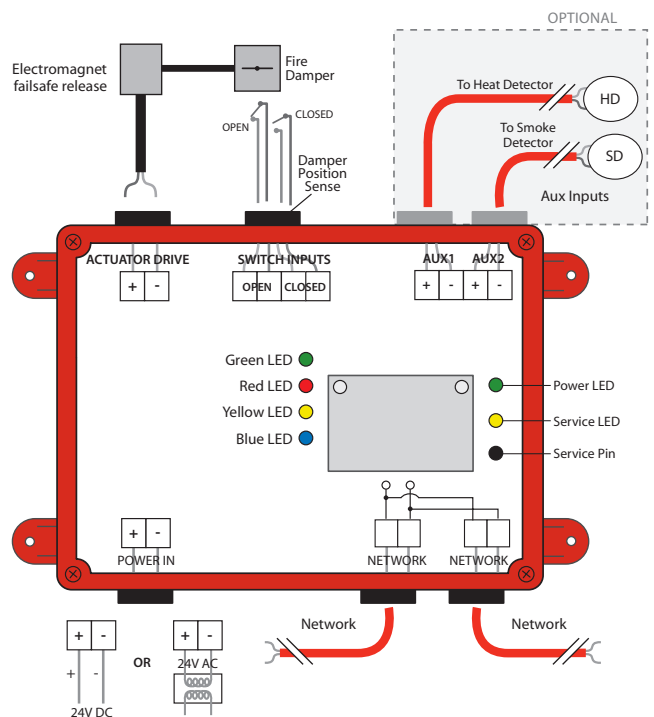 OPTIONAL
Electromagnet
failsafe release
Fire
Damper
To Heat Detector
HD
OPEN
CLOSED
To Smoke
Detector
SD
Damper
Position
Sense
Aux Inputs
ACTUATOR DRIVE
SWITCH INPUTS
AUX1
AUX2
+ -
OPEN CLOSED
+ - + -
Green LED
Red LED
Yellow LED
Blue LED
Power LED
Service LED
Service Pin
+ -
POWER IN
NETWORK
NETWORK
Network
Network
+ -
OR
+ -
24V AC
+ -
24V DC